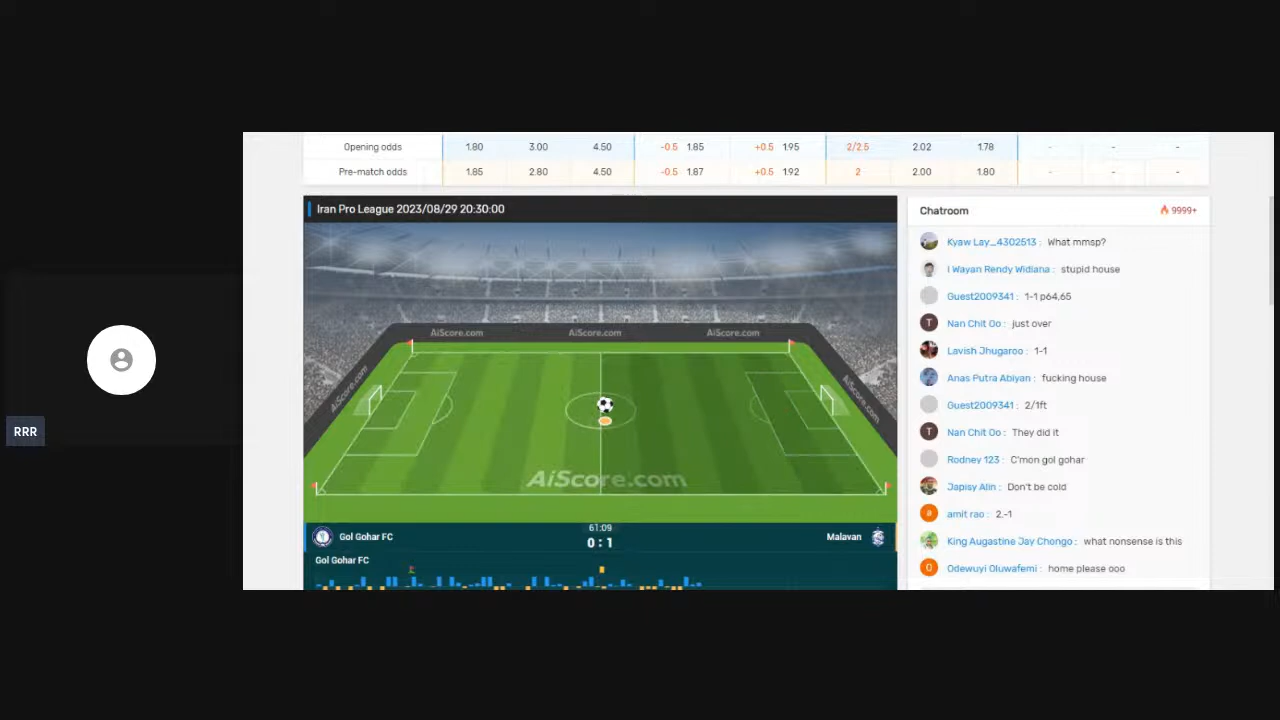 Opening odds 1.80 3.00 4.50 -0.5 1.85 +0.5 1.95 2/2.5 2.02 1.78 - - -
Pre-match odds 1.85 2.80 4.50 -0.5 1.87 +0.5 1.92 2 2.00 1.80 - - -
Iran Pro League 2023/08/29 20:30:00
AiScore.com AiScore.com AiScore.com
AiScore.com
AiScore.com
AiScore.com
61:09
Gol Gohar FC 0 : 1 Malavan
Gol Gohar FC
Chatroom 9999+
Kyaw Lay_4302513 : What mmsp?
I Wayan Rendy Widiana : stupid house
Guest2009341 : 1-1 p64,65
T Nan Chit Oo : just over
Lavish Jhugaroo : 1-1
Anas Putra Abiyan : fucking house
Guest2009341 : 2/1ft
T Nan Chit Oo : They did it
Rodney 123 : C'mon gol gohar
Japisy Alin : Don't be cold
a amit rao : 2.-1
King Augastine Jay Chongo : what nonsense is this
O Odewuyi Oluwafemi : home please ooo
RRR